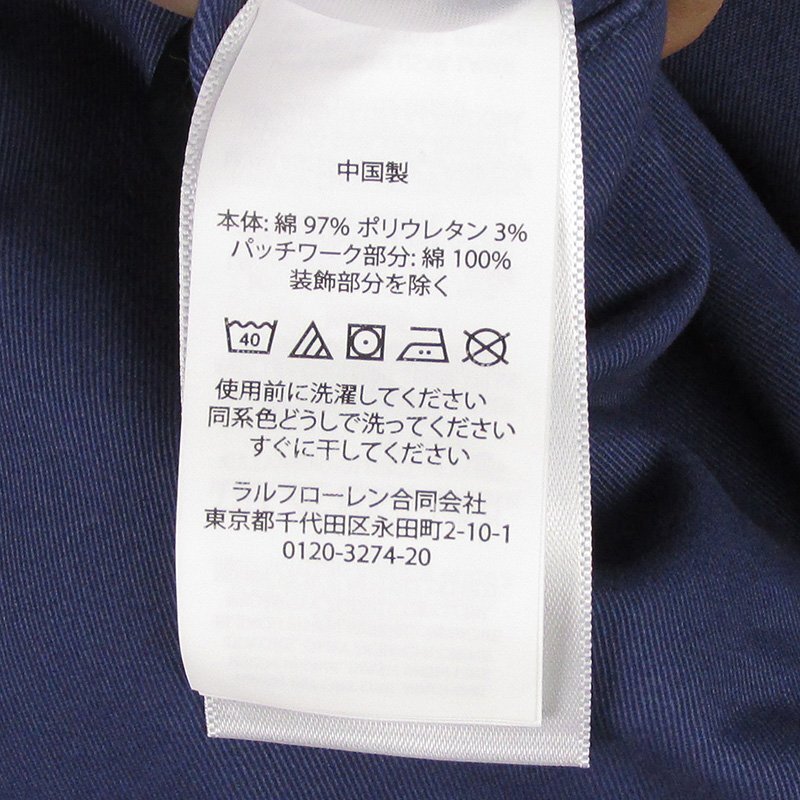 中国製
本体: 綿 97% ポリウレタン 3%
パッチワーク部分: 綿 100%
装飾部分を除く
40
使用前に洗濯してください
同系色どうしで洗ってください
すぐに干してください
ラルフローレン合同会社
東京都千代田区永田町2-10-1
0120-3274-20